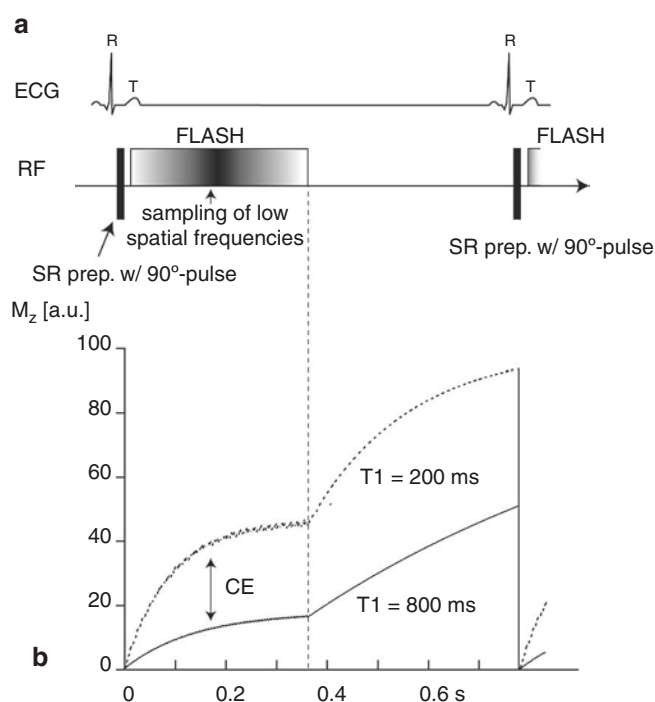 a
R
R
ECG
T
T
FLASH
FLASH
RF
sampling of low
spatial frequencies
SR prep. w/ 90º-pulse
SR prep. w/ 90º-pulse
M_z [a.u.]
100
80
60
T1 = 200 ms
40
CE
20
T1 = 800 ms
b
0
0
0.2
0.4
0.6 s